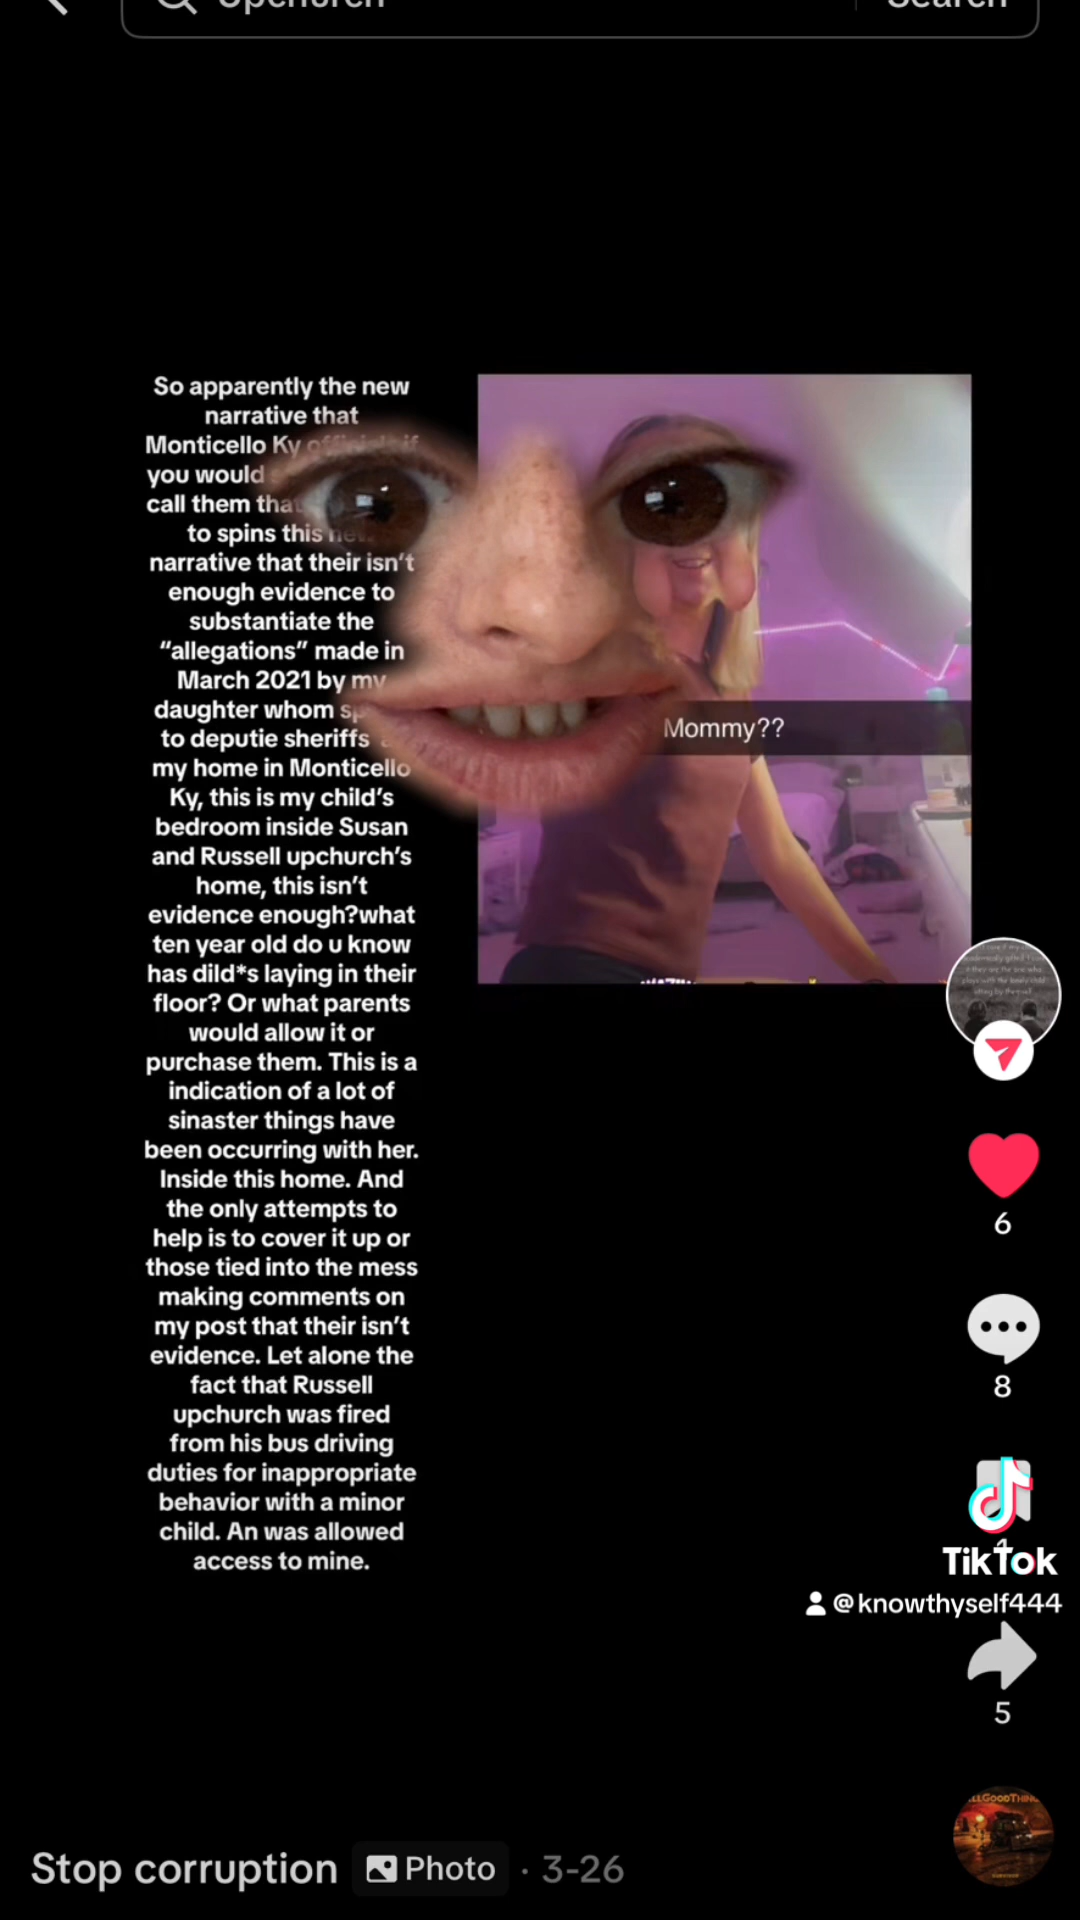 Search
So apparently the new
narrative that
Monticello Ky officials if
you would
call them that
to spins this new
narrative that their isn't
enough evidence to
substantiate the
"allegations" made in
March 2021 by my
daughter whom
to deputie sheriffs
my home in Monticello
Ky, this is my child's
bedroom inside Susan
and Russell upchurch's
home, this isn't
evidence enough?what
ten year old do u know
has dild*s laying in their
floor? Or what parents
would allow it or
purchase them. This is a
indication of a lot of
sinaster things have
been occurring with her.
Inside this home. And
the only attempts to
help is to cover it up or
those tied into the mess
making comments on
my post that their isn't
evidence. Let alone the
fact that Russell
upchurch was fired
from his bus driving
duties for inappropriate
behavior with a minor
child. An was allowed
access to mine.
Mommy??
6
8
TikTok
@knowthyself444
5
Stop corruption Photo · 3-26